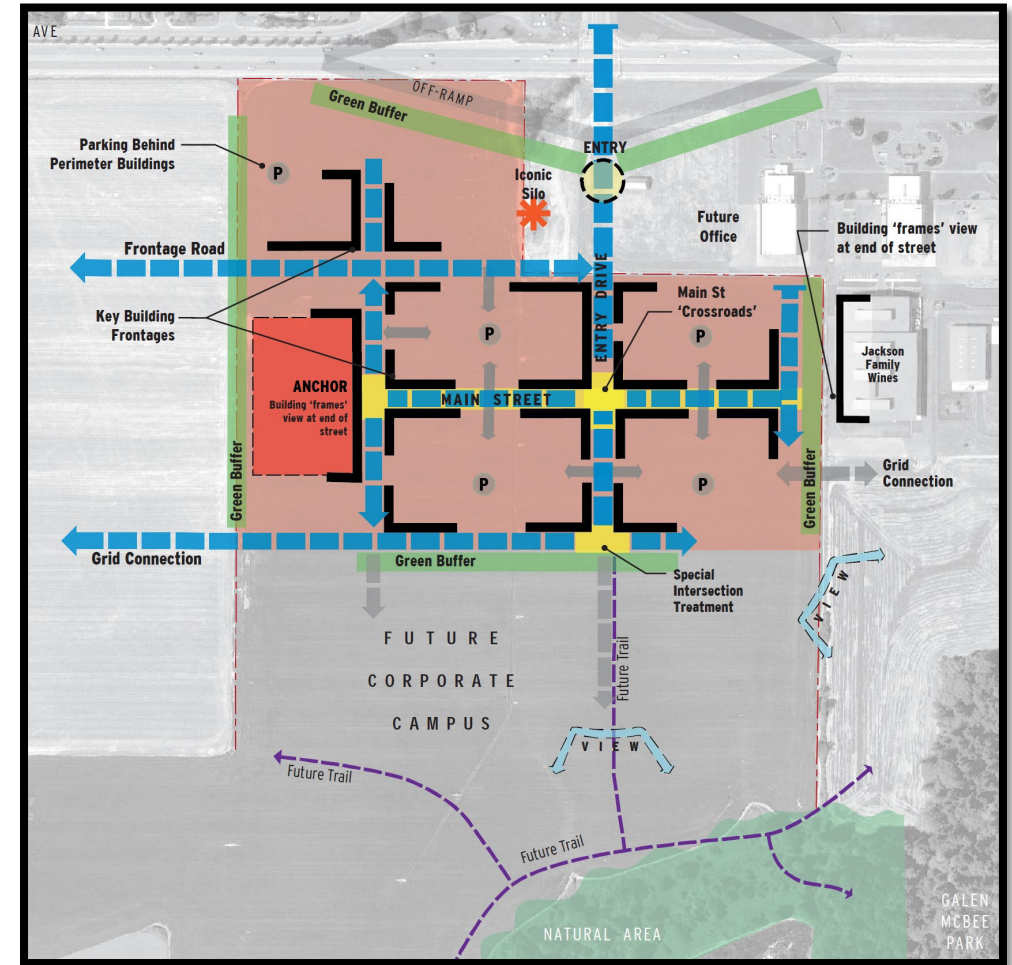 AVE
OFF-RAMP
Green Buffer
Parking Behind
Perimeter Buildings
P
ENTRY
Iconic
Silo
Future
Office
Building 'frames' view
at end of street
Frontage Road
ENTRY DRIVE
Main St
'Crossroads'
Key Building
Frontages
P
P
Jackson
Family
Wines
ANCHOR
Building 'frames'
view at end of
street
MAIN STREET
Green Buffer
P
P
Green Buffer
Grid
Connection
Grid Connection
Green Buffer
Special
Intersection
Treatment
VIEW
FUTURE
CORPORATE
CAMPUS
Future Trail
VIEW
Future Trail
Future Trail
NATURAL AREA
GALEN
MCBEE
PARK